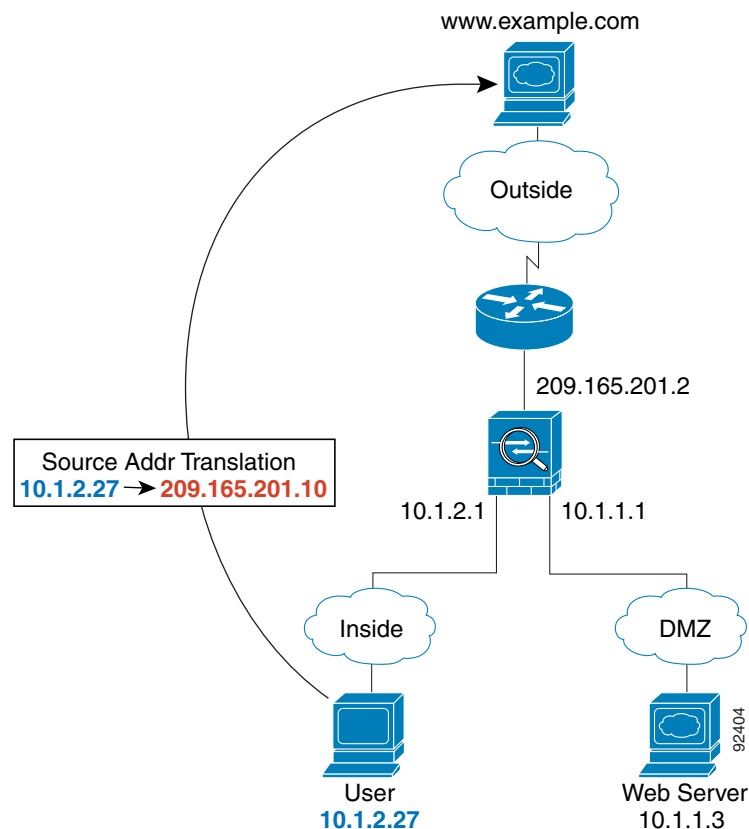 www.example.com
Outside
209.165.201.2
Source Addr Translation
10.1.2.27 → 209.165.201.10
10.1.2.1
10.1.1.1
Inside
DMZ
92404
User
10.1.2.27
Web Server
10.1.1.3